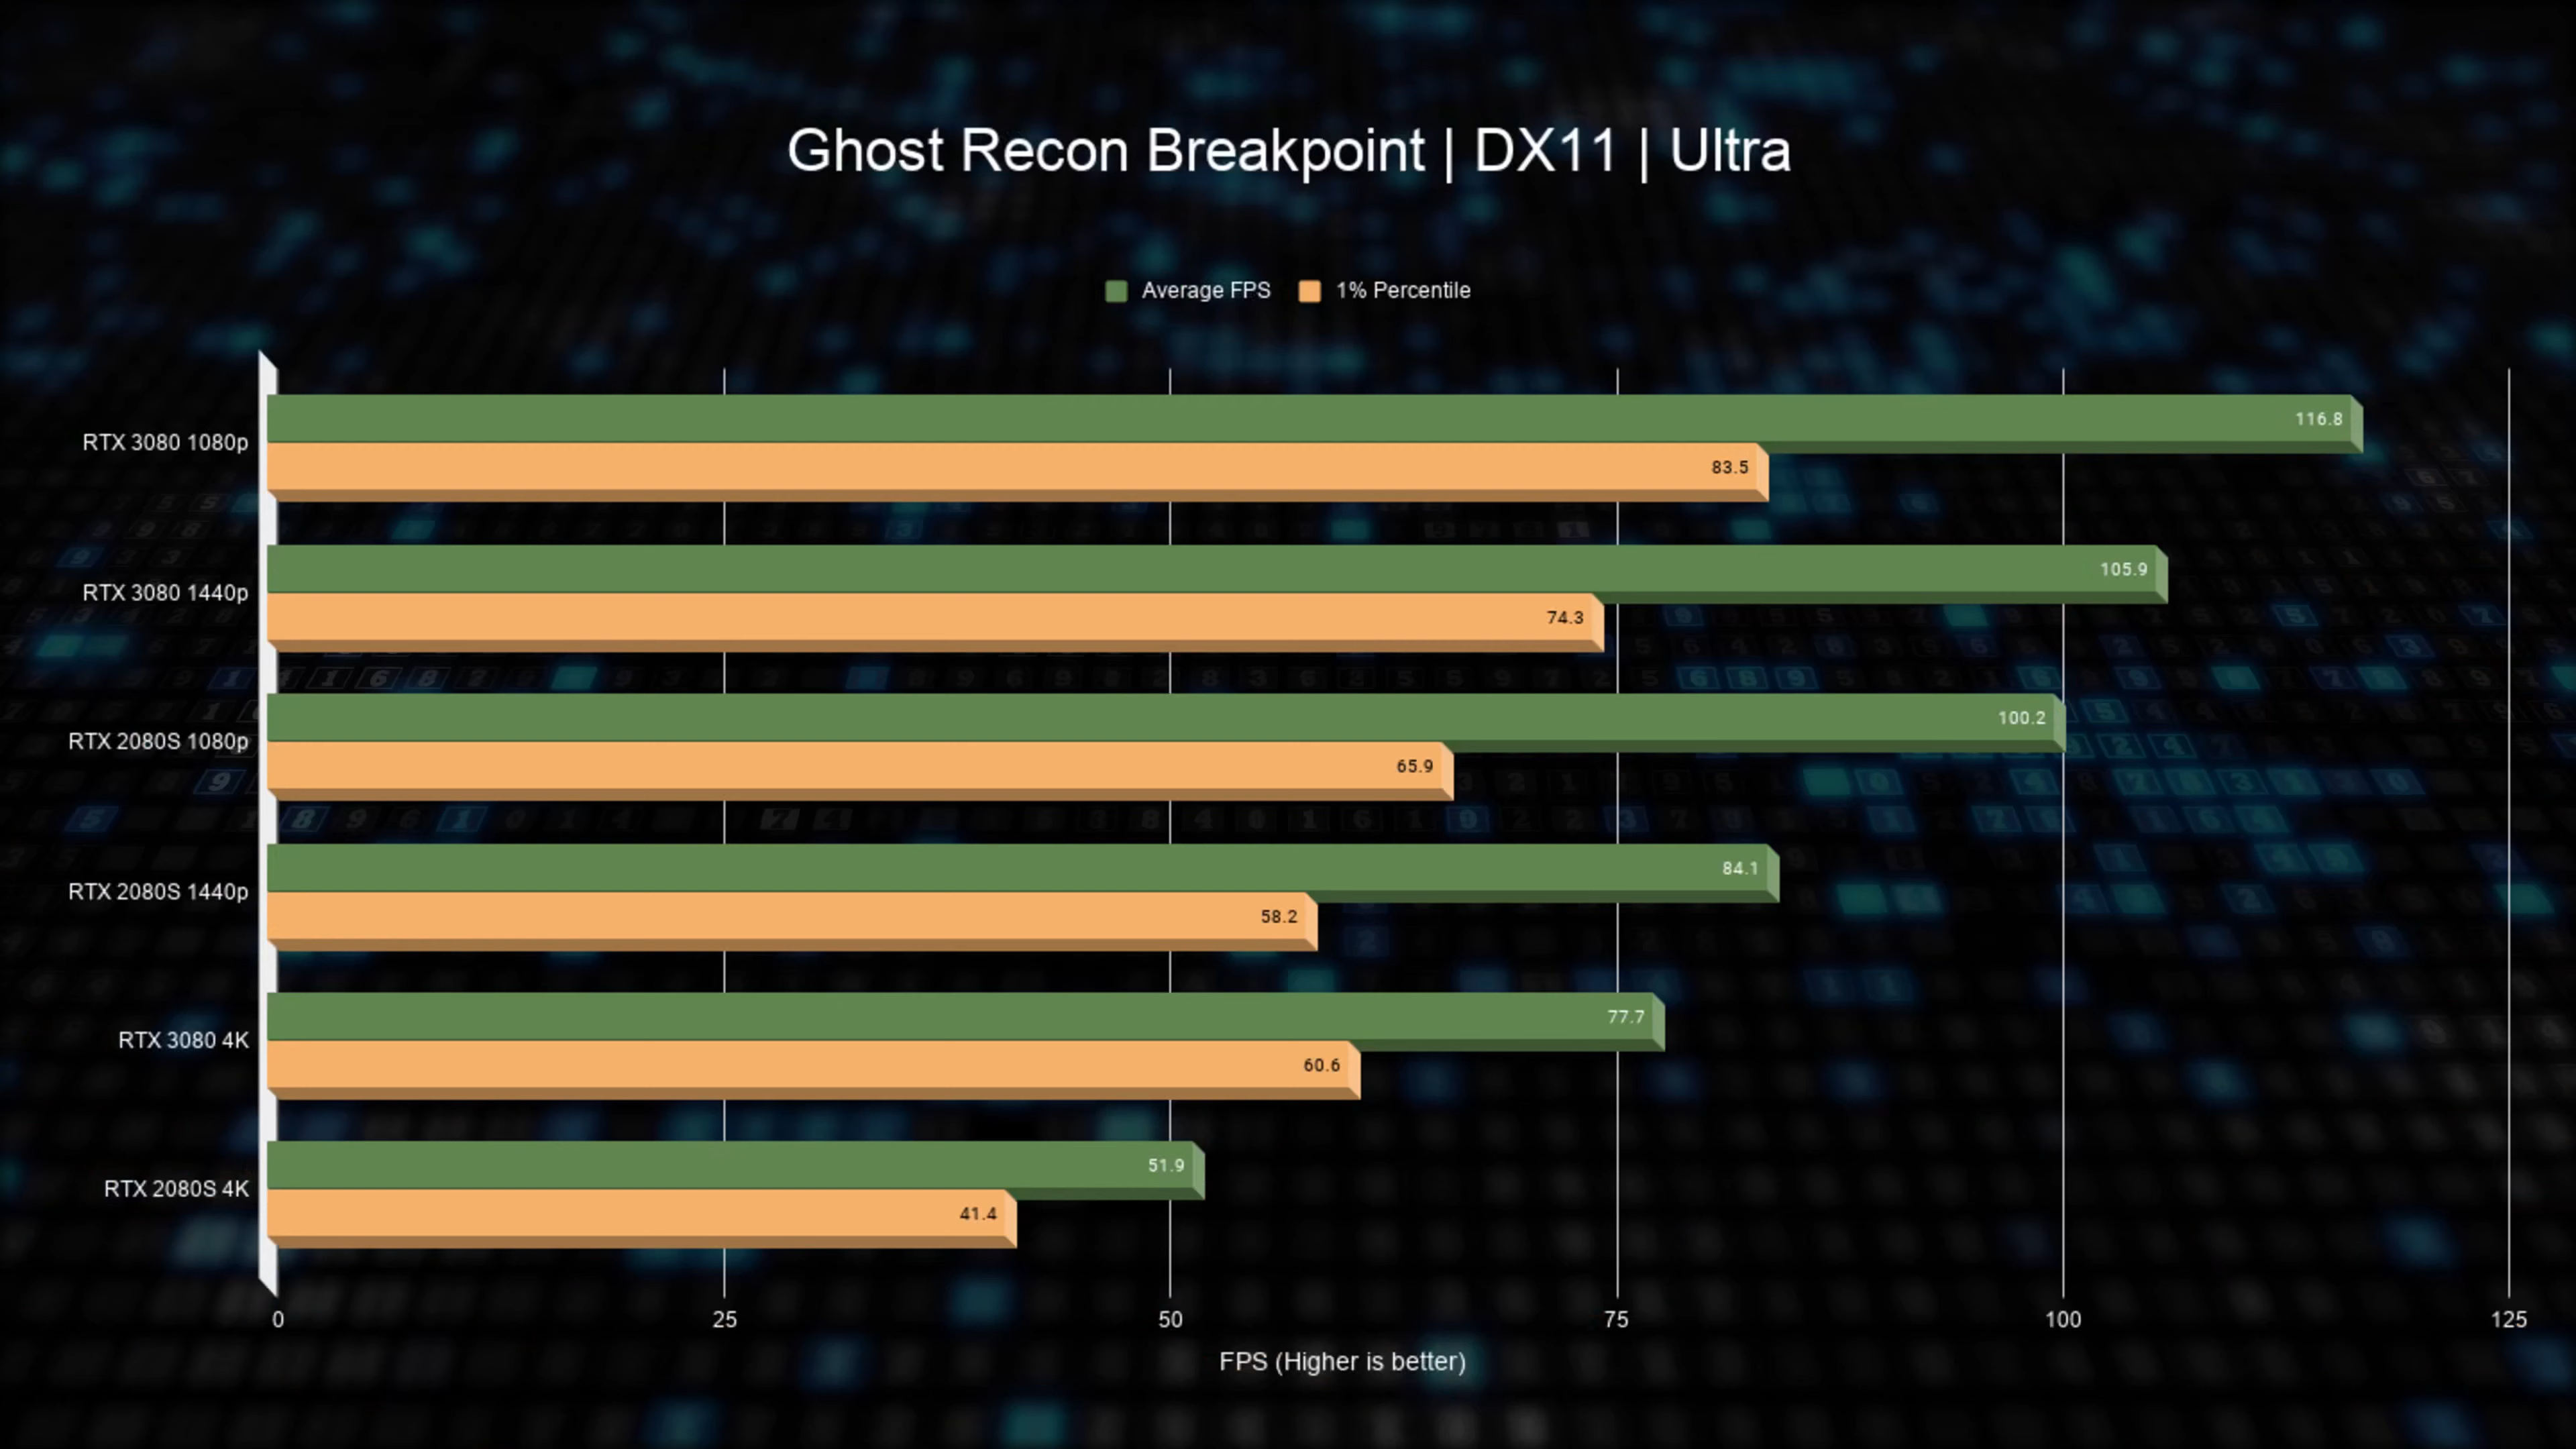 Ghost Recon Breakpoint | DX11 | Ultra
Average FPS 1% Percentile
RTX 3080 1080p 116.8
83.5
RTX 3080 1440p 105.9
74.3
RTX 2080S 1080p 100.2
65.9
RTX 2080S 1440p 84.1
58.2
RTX 3080 4K 77.7
60.6
RTX 2080S 4K 51.9
41.4
0 25 50 75 100 125
FPS (Higher is better)